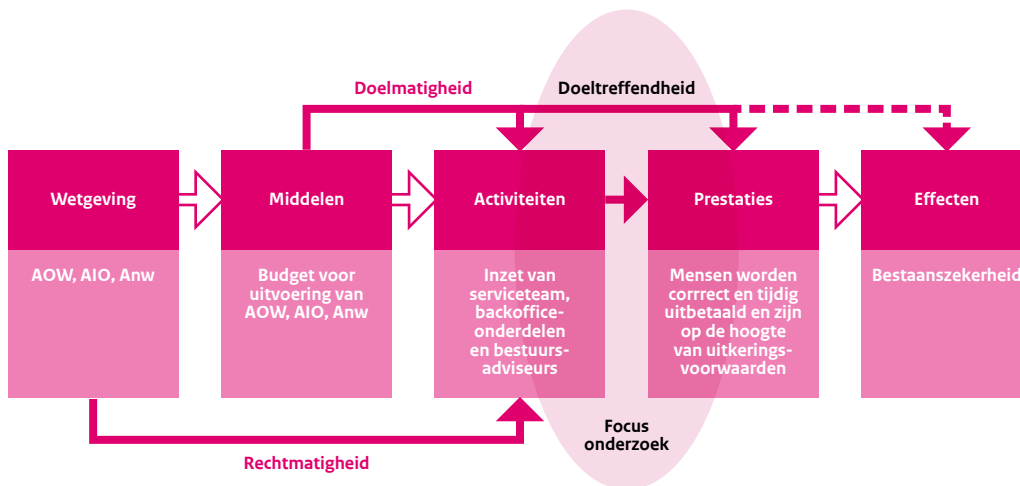 Doelmatigheid
Doeltreffendheid
Wetgeving
Middelen
Activiteiten
Prestaties
Effecten
AOW, AIO, Anw
Budget voor
uitvoering van
AOW, AIO, Anw
Inzet van
serviceteam,
backoffice-
onderdelen
en bestuurs-
adviseurs
Mensen worden
corrrect en tijdig
uitbetaald en zijn
op de hoogte
van uitkerings-
voorwaarden
Bestaanszekerheid
Focus
onderzoek
Rechtmatigheid